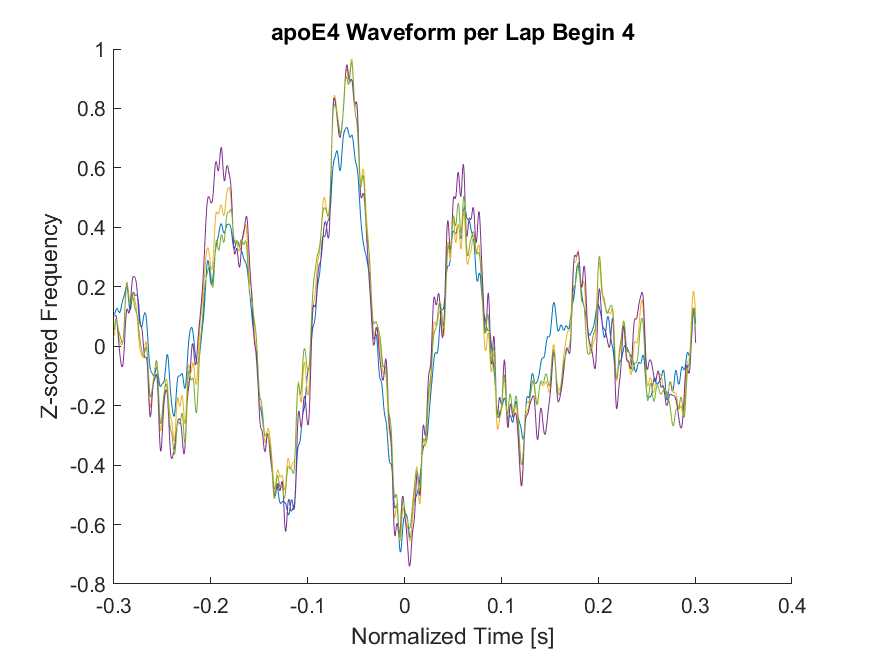 apoE4 Waveform per Lap Begin 4
1
0.8
0.6
0.4
0.2
0
-0.2
-0.4
-0.6
-0.8
Z-scored Frequency
-0.3 -0.2 -0.1 0 0.1 0.2 0.3 0.4
Normalized Time [s]